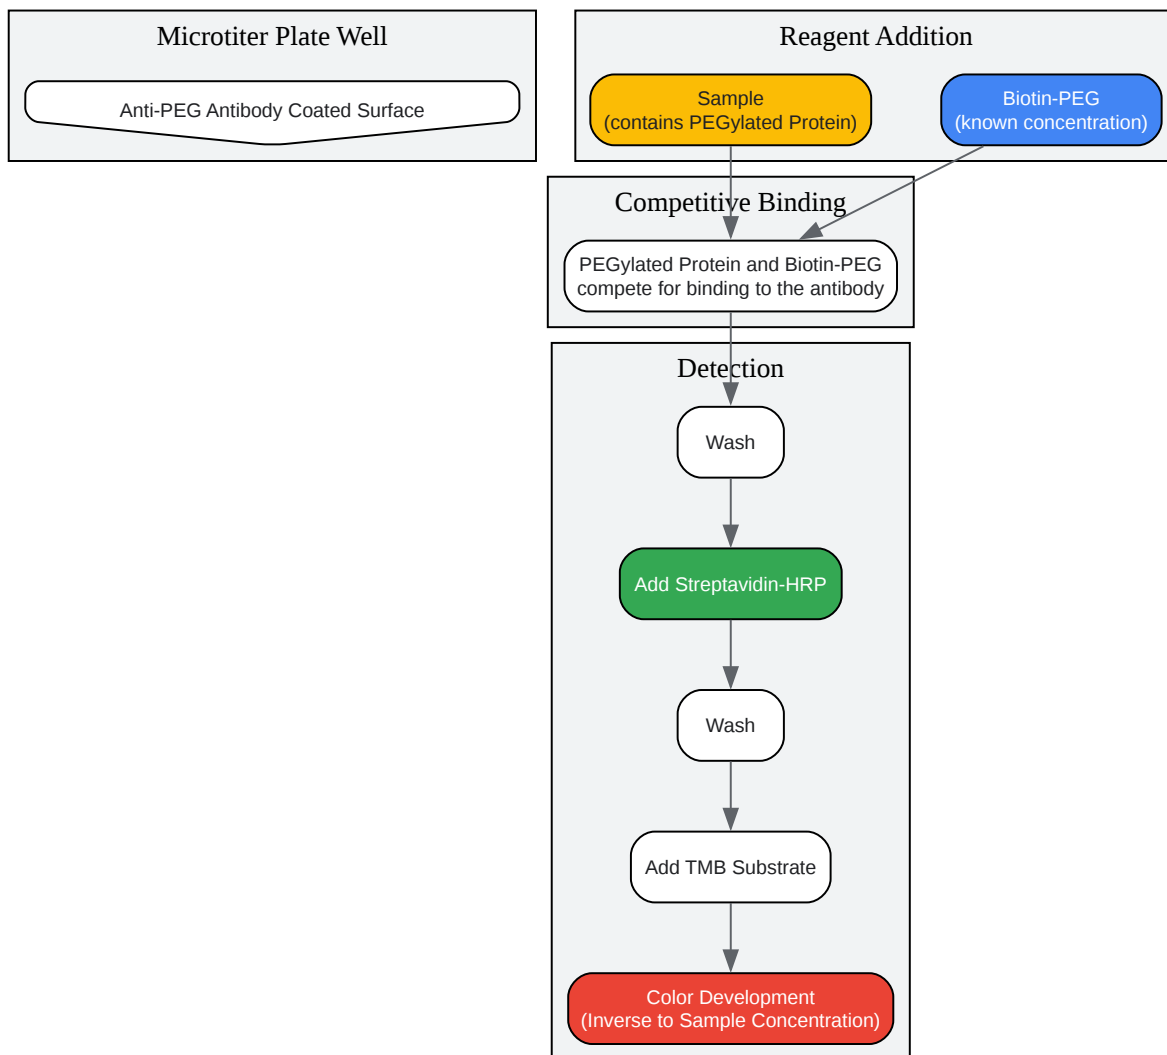 Microtiter Plate Well
Anti-PEG Antibody Coated Surface
Reagent Addition
Sample
(contains PEGylated Protein)
Biotin-PEG
(known concentration)
Competitive Binding
PEGylated Protein and Biotin-PEG
compete for binding to the antibody
Detection
Wash
Add Streptavidin-HRP
Wash
Add TMB Substrate
Color Development
(Inverse to Sample Concentration)